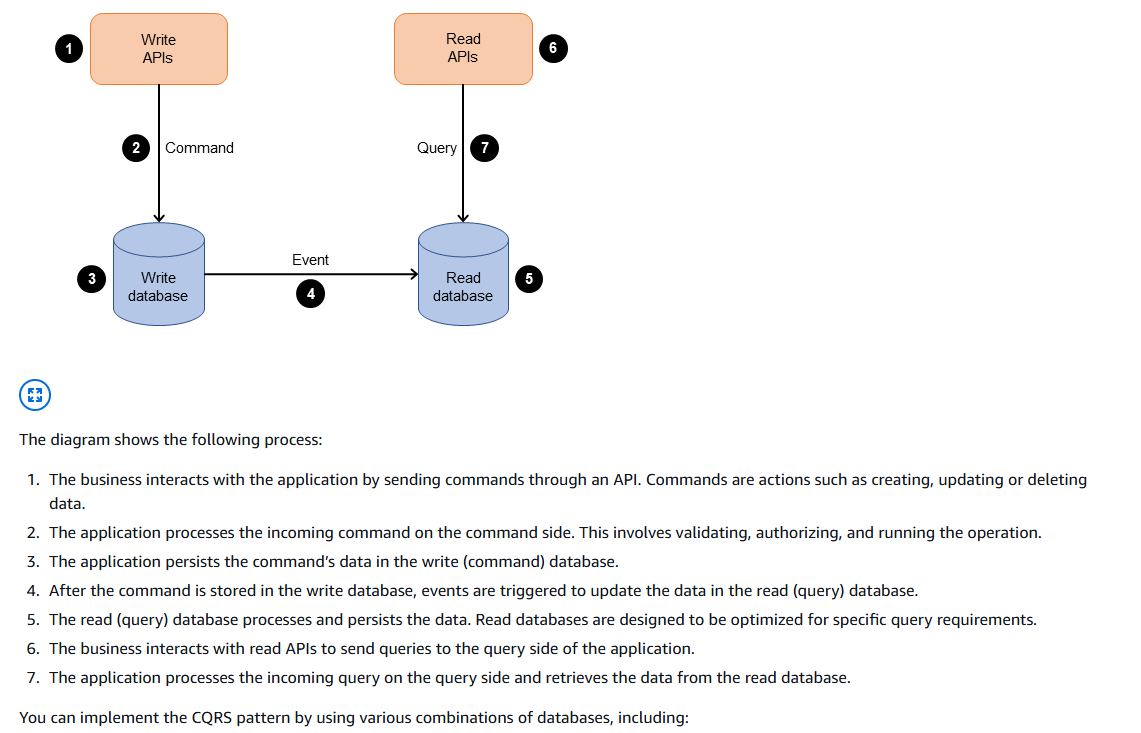 1
Write
APIs
Read
APIs
6
2
Command
Query
7
3
Write
database
Event
4
Read
database
5
The diagram shows the following process:
1. The business interacts with the application by sending commands through an API. Commands are actions such as creating, updating or deleting
data.
2. The application processes the incoming command on the command side. This involves validating, authorizing, and running the operation.
3. The application persists the command’s data in the write (command) database.
4. After the command is stored in the write database, events are triggered to update the data in the read (query) database.
5. The read (query) database processes and persists the data. Read databases are designed to be optimized for specific query requirements.
6. The business interacts with read APIs to send queries to the query side of the application.
7. The application processes the incoming query on the query side and retrieves the data from the read database.
You can implement the CQRS pattern by using various combinations of databases, including: